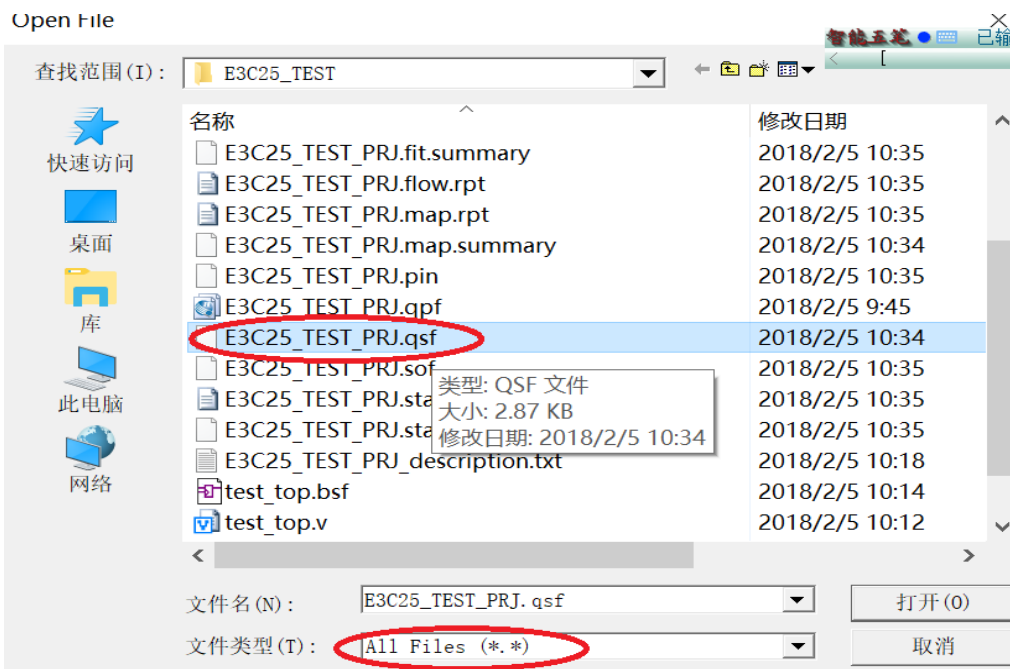 Open File
智能五笔
已输
[
查找范围(I):
E3C25_TEST
名称
修改日期
快速访问
桌面
库
此电脑
网络
E3C25_TEST_PRJ.fit.summary 2018/2/5 10:35
E3C25_TEST_PRJ.flow.rpt 2018/2/5 10:35
E3C25_TEST_PRJ.map.rpt 2018/2/5 10:35
E3C25_TEST_PRJ.map.summary 2018/2/5 10:34
E3C25_TEST_PRJ.pin 2018/2/5 10:35
E3C25_TEST_PRJ.qpf 2018/2/5 9:45
E3C25_TEST_PRJ.qsf 2018/2/5 10:34
E3C25_TEST_PRJ.sof 2018/2/5 10:35
E3C25_TEST_PRJ.sta 2018/2/5 10:35
E3C25_TEST_PRJ.sta 2018/2/5 10:35
E3C25_TEST_PRJ_description.txt 2018/2/5 10:18
test_top.bsf 2018/2/5 10:14
test_top.v 2018/2/5 10:12
类型: QSF 文件
大小: 2.87 KB
修改日期: 2018/2/5 10:34
文件名(N):
E3C25_TEST_PRJ.qsf
打开(O)
文件类型(T):
All Files (*.*)
取消